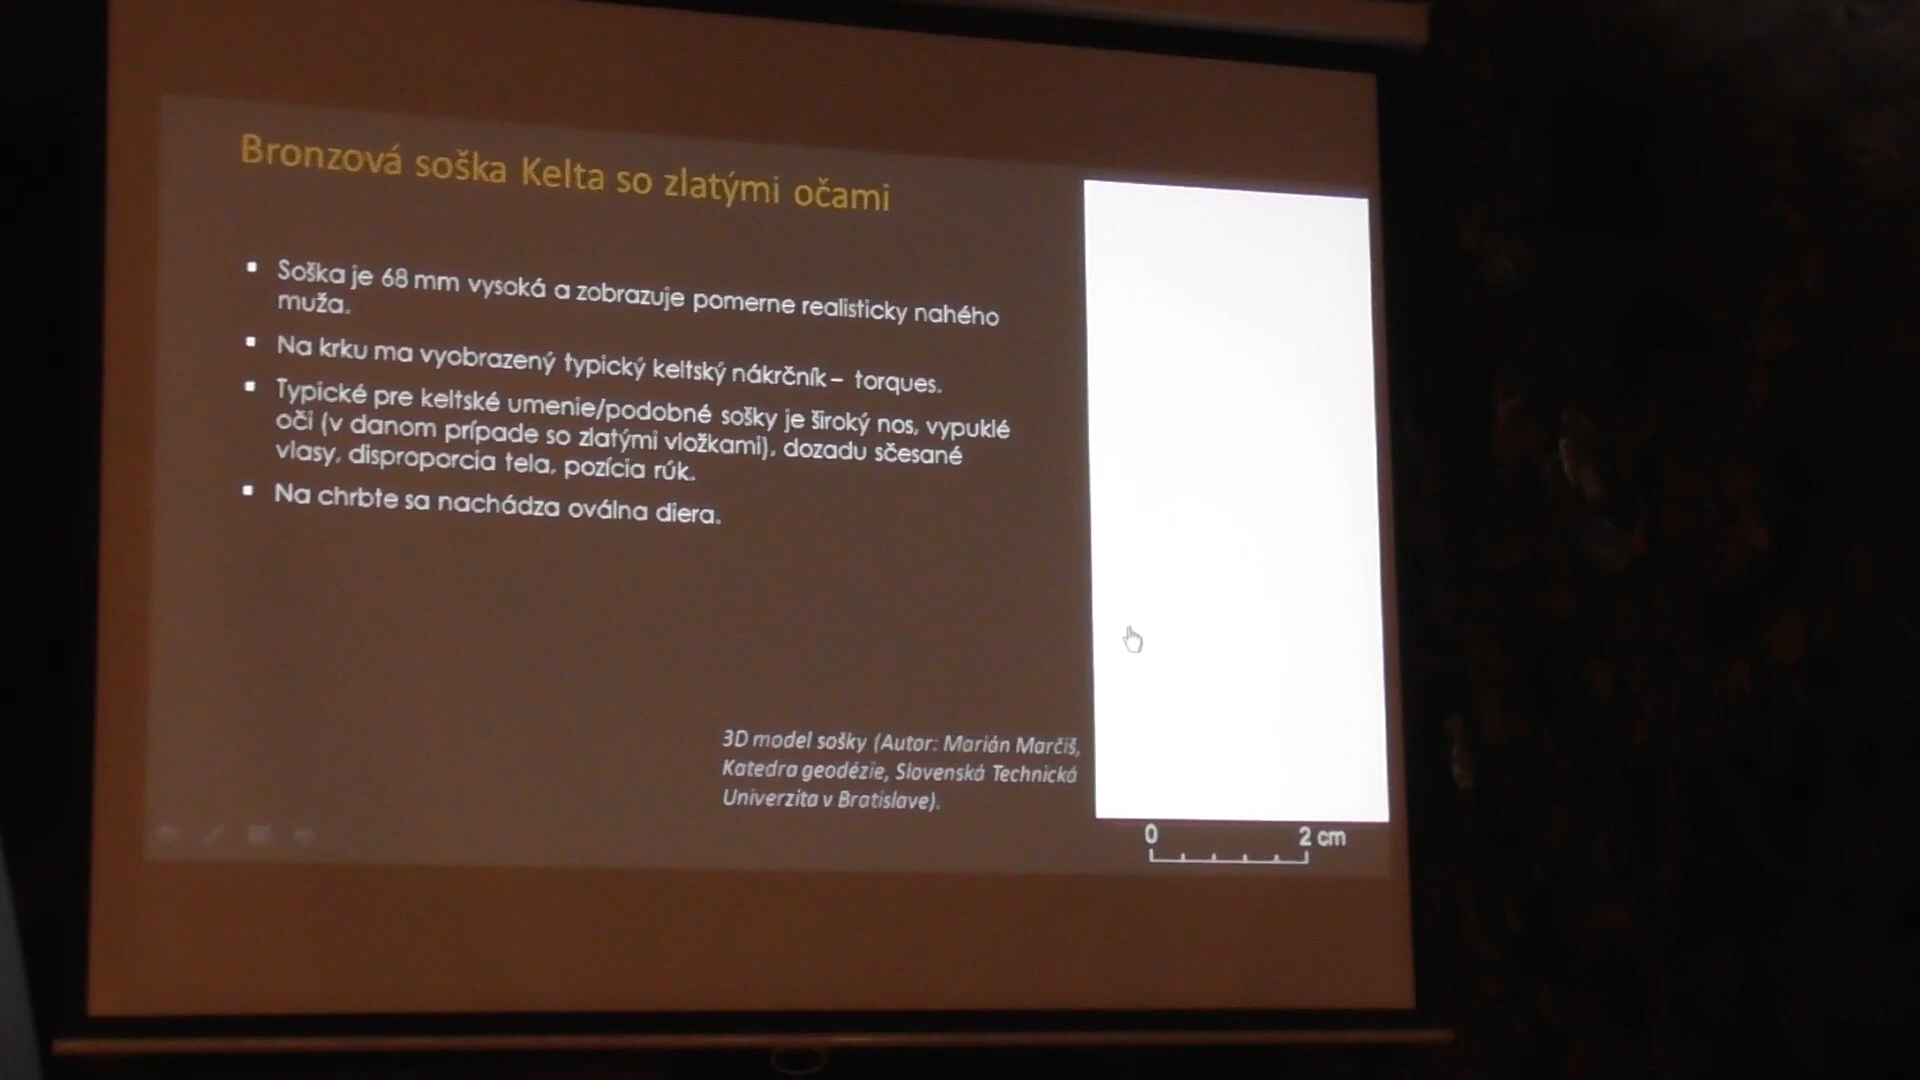 Bronzová soška Kelta so zlatými očami
▪ Soška je 68 mm vysoká a zobrazuje pomerne realisticky nahého
muža.
▪ Na krku ma vyobrazený typický keltský nákrčník – torques.
▪ Typické pre keltské umenie/podobné sošky je široký nos, vypuklé
oči (v danom prípade so zlatými vložkami), dozadu sčesané
vlasy, disproporcia tela, pozícia rúk.
▪ Na chrbte sa nachádza oválna diera.
3D model sošky (Autor: Marián Marčiš,
Katedra geodézie, Slovenská Technická
Univerzita v Bratislave).
0 2 cm